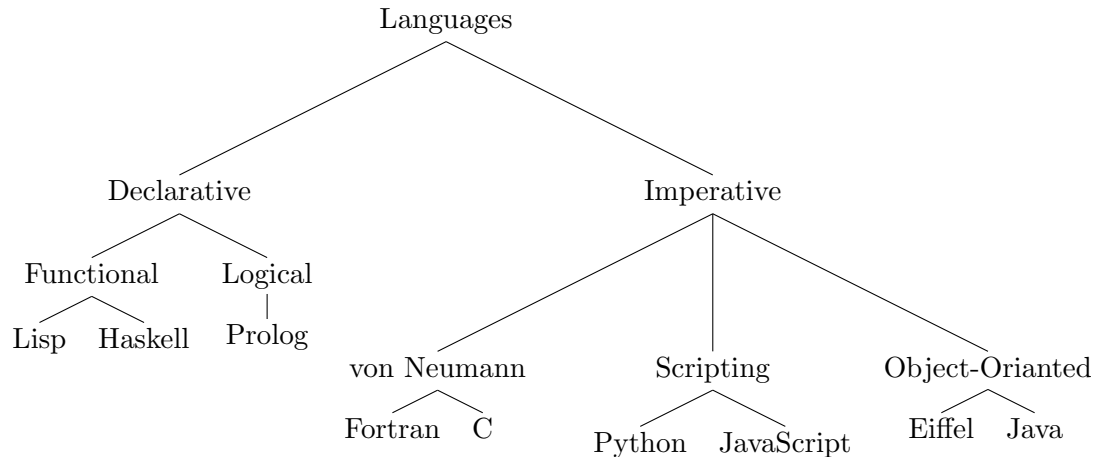 Languages
Declarative Imperative
Functional Logical
Lisp Haskell Prolog
von Neumann Scripting Object-Orianted
Fortran C Python JavaScript Eiffel Java